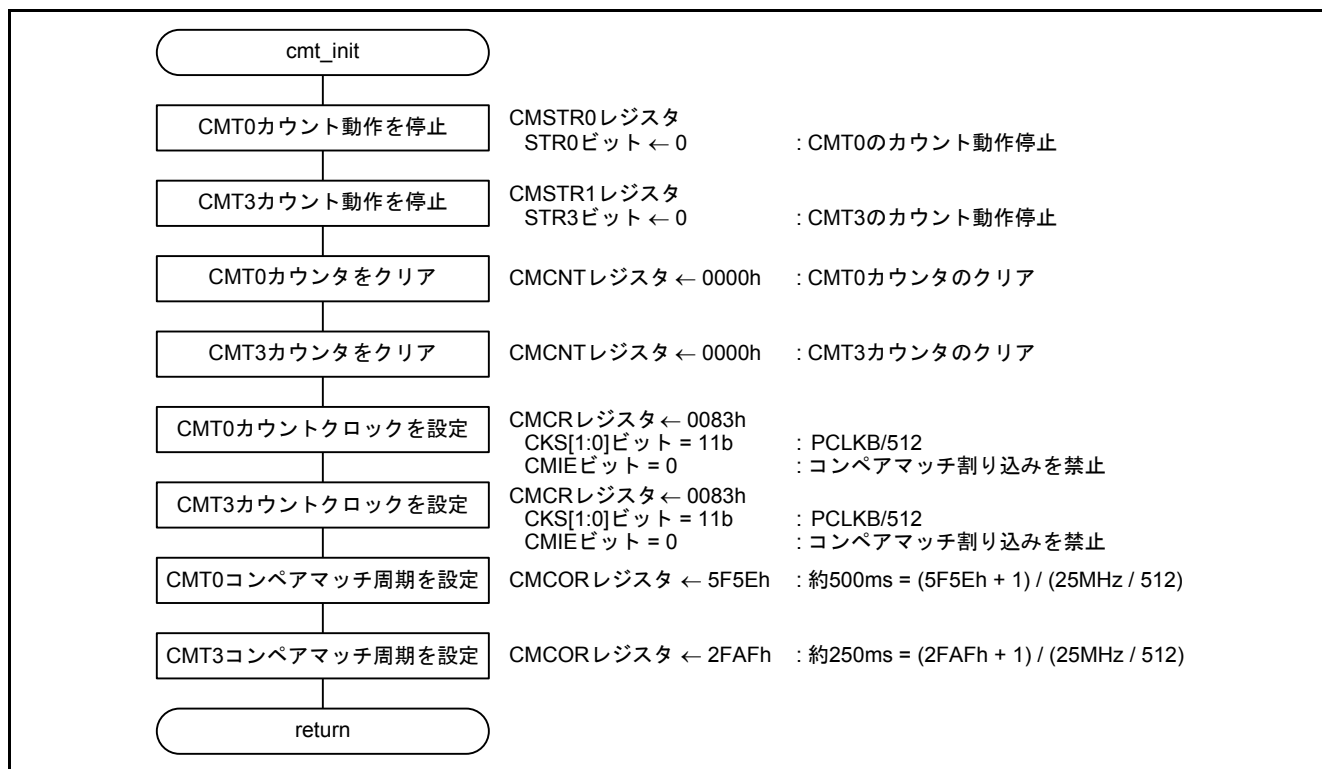 cmt_init
CMT0カウント動作を停止
CMSTR0レジスタ
STR0ビット ← 0 : CMT0のカウント動作停止
CMT3カウント動作を停止
CMSTR1レジスタ
STR3ビット ← 0 : CMT3のカウント動作停止
CMT0カウンタをクリア
CMCNTレジスタ ← 0000h : CMT0カウンタのクリア
CMT3カウンタをクリア
CMCNTレジスタ ← 0000h : CMT3カウンタのクリア
CMT0カウントクロックを設定
CMCRレジスタ ← 0083h
CKS[1:0]ビット = 11b : PCLKB/512
CMIEビット = 0 : コンペアマッチ割り込みを禁止
CMT3カウントクロックを設定
CMCRレジスタ ← 0083h
CKS[1:0]ビット = 11b : PCLKB/512
CMIEビット = 0 : コンペアマッチ割り込みを禁止
CMT0コンペアマッチ周期を設定
CMCORレジスタ ← 5F5Eh : 約500ms = (5F5Eh + 1) / (25MHz / 512)
CMT3コンペアマッチ周期を設定
CMCORレジスタ ← 2FAFh : 約250ms = (2FAFh + 1) / (25MHz / 512)
return